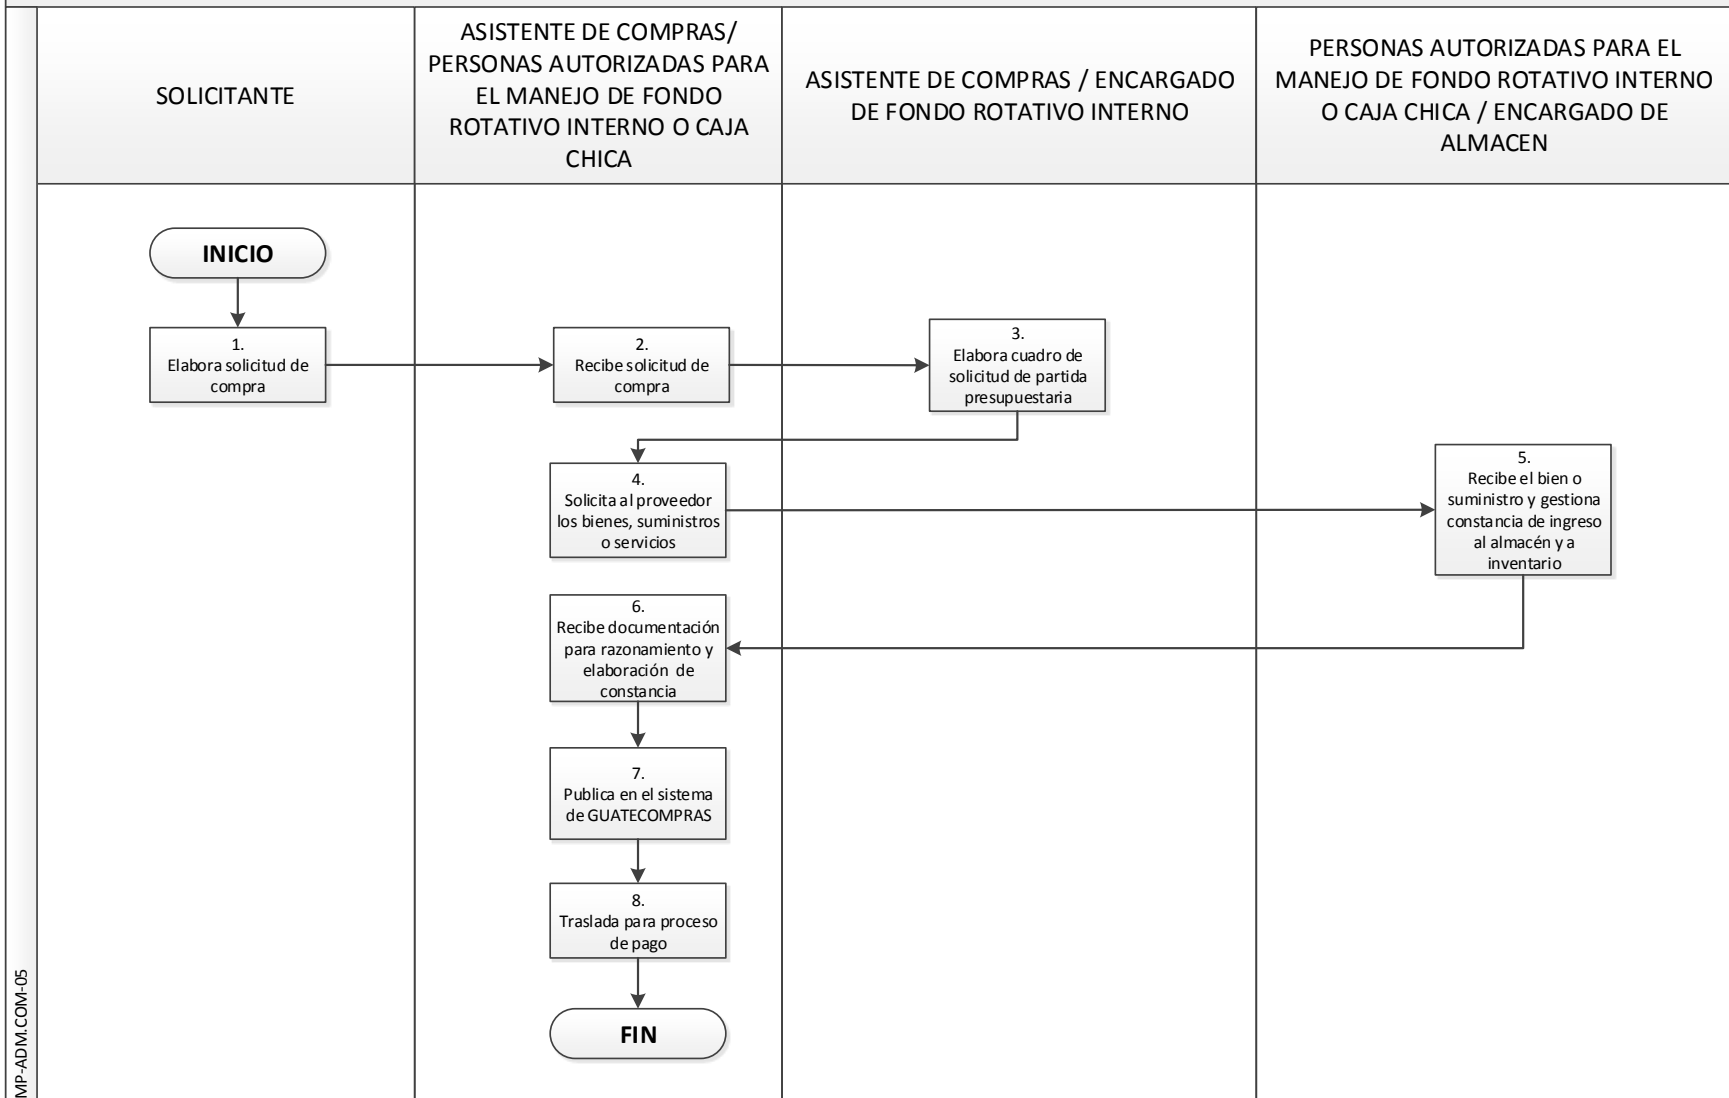 SOLICITANTE
ASISTENTE DE COMPRAS/
PERSONAS AUTORIZADAS PARA
EL MANEJO DE FONDO
ROTATIVO INTERNO O CAJA
CHICA
ASISTENTE DE COMPRAS / ENCARGADO
DE FONDO ROTATIVO INTERNO
PERSONAS AUTORIZADAS PARA EL
MANEJO DE FONDO ROTATIVO INTERNO
O CAJA CHICA / ENCARGADO DE
ALMACEN
INICIO
1.
Elabora solicitud de
compra
2.
Recibe solicitud de
compra
3.
Elabora cuadro de
solicitud de partida
presupuestaria
4.
Solicita al proveedor
los bienes, suministros
o servicios
5.
Recibe el bien o
suministro y gestiona
constancia de ingreso
al almacén y a
inventario
6.
Recibe documentación
para razonamiento y
elaboración de
constancia
7.
Publica en el sistema
de GUATECOMPRAS
8.
Traslada para proceso
de pago
FIN
MP-ADM.COM-05